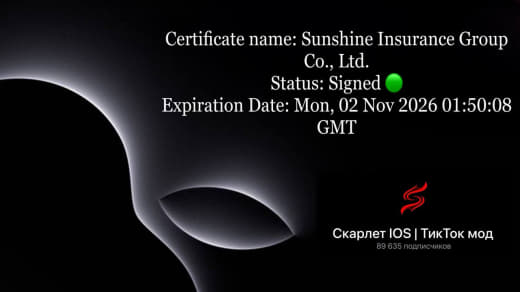 Certificate name: Sunshine Insurance Group
Co., Ltd.
Status: Signed
Expiration Date: Mon, 02 Nov 2026 01:50:08
GMT
Скарлет IOS | ТикТок мод
89 635 подписчиков